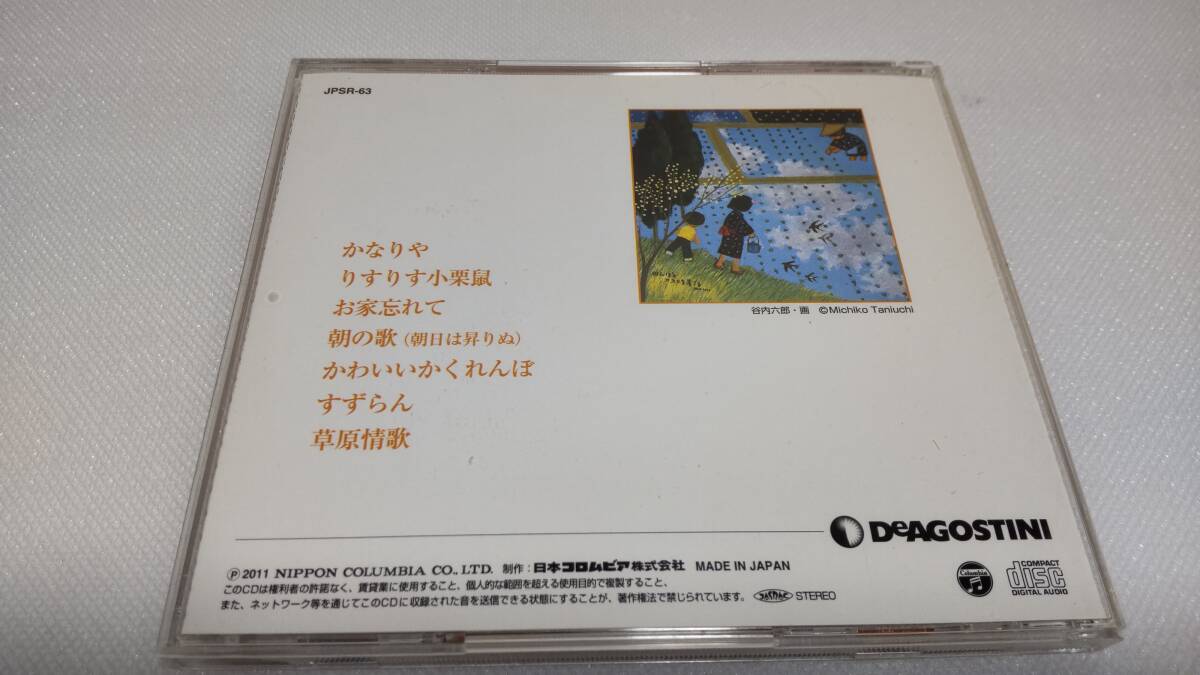 JPSR-63
谷内六郎・画 ©Michiko Taniuchi
かなりや
りすりす小栗鼠
お家忘れて
朝の歌(朝日は昇りぬ)
かわいいかくれんぼ
すずらん
草原情歌
DeAGOSTINI
Ⓟ2011 NIPPON COLUMBIA CO., LTD. 制作:日本コロムビア株式会社 MADE IN JAPAN
このCDは権利者の許諾なく、賃貸業に使用すること、個人的な範囲を超える使用目的で複製すること、
また、ネットワーク等を通じてこのCDに収録された音を送信できる状態にすることが、著作権法で禁じられています。 JASRAC STEREO
Columbia
COMPACT
disc
DIGITAL AUDIO